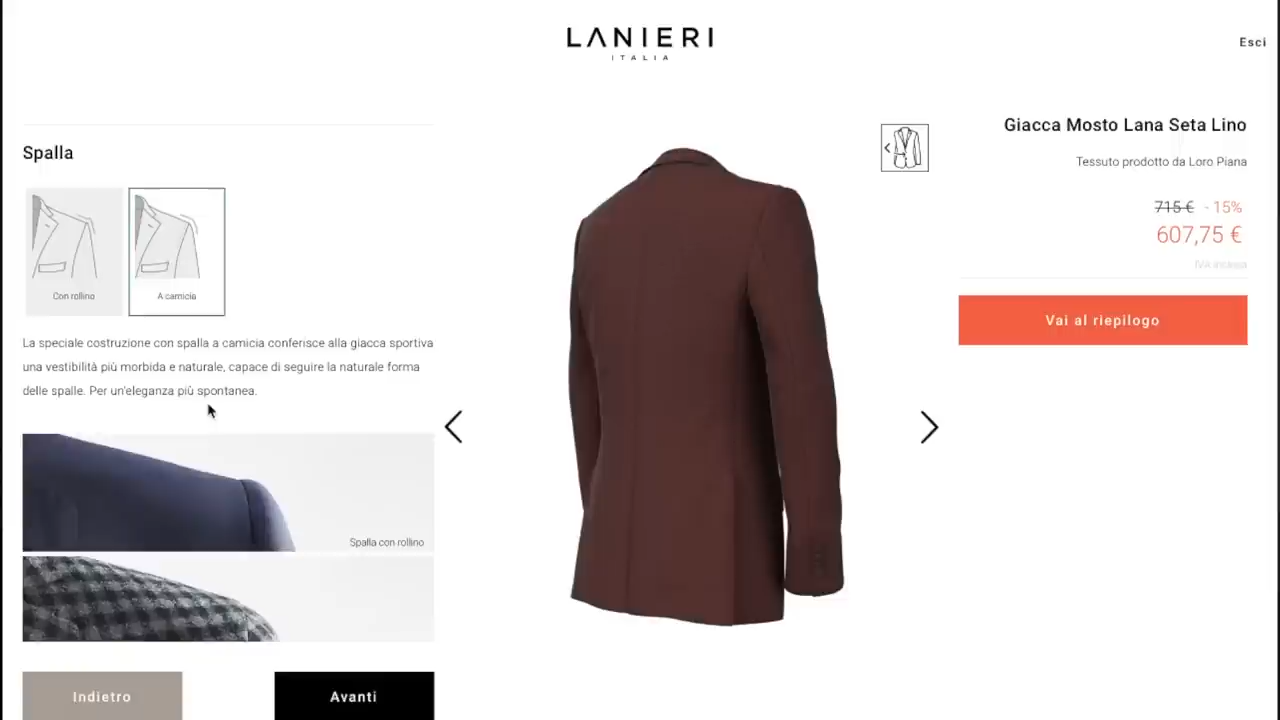 LANIERI
ITALIA
Esci
Spalla
Con rollino
A camicia
La speciale costruzione con spalla a camicia conferisce alla giacca sportiva
una vestibilità più morbida e naturale, capace di seguire la naturale forma
delle spalle. Per un'eleganza più spontanea.
Spalla con rollino
Indietro
Avanti
Giacca Mosto Lana Seta Lino
Tessuto prodotto da Loro Piana
715 € - 15%
607,75 €
IVA inclusa
Vai al riepilogo